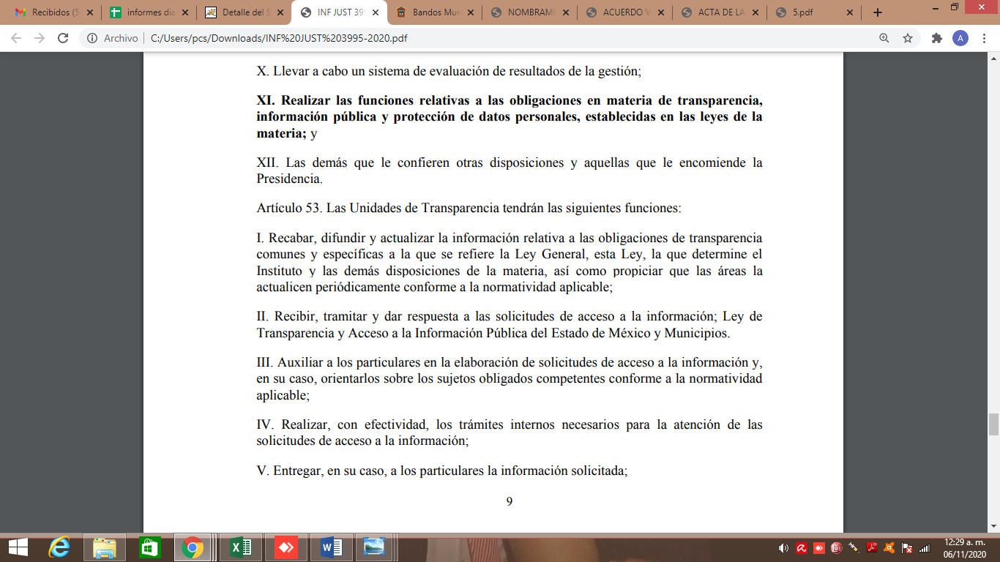 Recibidos (5
informes dia
Detalle del S
INF JUST 399
Bandos Mun
NOMBRAMI
ACUERDO V
ACTA DE LA
5.pdf
Archivo
C:/Users/pcs/Downloads/INF%20JUST%203995-2020.pdf
A
X. Llevar a cabo un sistema de evaluación de resultados de la gestión;
XI. Realizar las funciones relativas a las obligaciones en materia de transparencia,
información pública y protección de datos personales, establecidas en las leyes de la
materia; y
XII. Las demás que le confieren otras disposiciones y aquellas que le encomiende la
Presidencia.
Artículo 53. Las Unidades de Transparencia tendrán las siguientes funciones:
I. Recabar, difundir y actualizar la información relativa a las obligaciones de transparencia
comunes y específicas a la que se refiere la Ley General, esta Ley, la que determine el
Instituto y las demás disposiciones de la materia, así como propiciar que las áreas la
actualicen periódicamente conforme a la normatividad aplicable;
II. Recibir, tramitar y dar respuesta a las solicitudes de acceso a la información; Ley de
Transparencia y Acceso a la Información Pública del Estado de México y Municipios.
III. Auxiliar a los particulares en la elaboración de solicitudes de acceso a la información y,
en su caso, orientarlos sobre los sujetos obligados competentes conforme a la normatividad
aplicable;
IV. Realizar, con efectividad, los trámites internos necesarios para la atención de las
solicitudes de acceso a la información;
V. Entregar, en su caso, a los particulares la información solicitada;
9
12:29 a. m.
06/11/2020